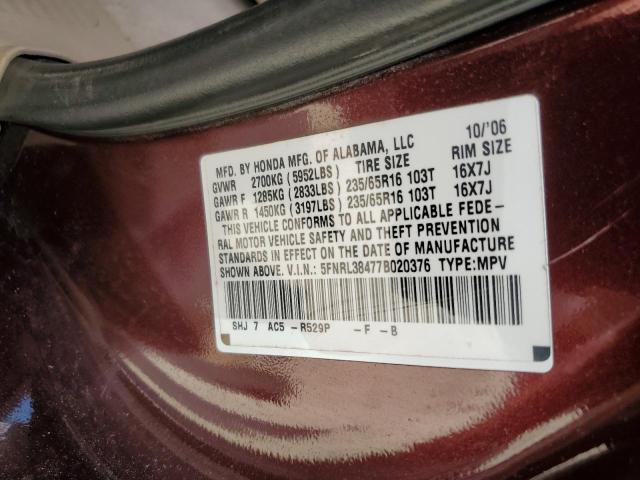 MFD. BY HONDA MFG. OF ALABAMA, LLC 10/'06
GVWR 2700KG (5952LBS) TIRE SIZE RIM SIZE
GAWR F 1285KG (2833LBS) 235/65R16 103T 16X7J
GAWR R 1450KG (3197LBS) 235/65R16 103T 16X7J
THIS VEHICLE CONFORMS TO ALL APPLICABLE FEDE-
RAL MOTOR VEHICLE SAFETY AND THEFT PREVENTION
STANDARDS IN EFFECT ON THE DATE OF MANUFACTURE
SHOWN ABOVE. V.I.N: 5FNRL38477B020376 TYPE:MPV
SHJ 7 AC5 -R529P -F -B